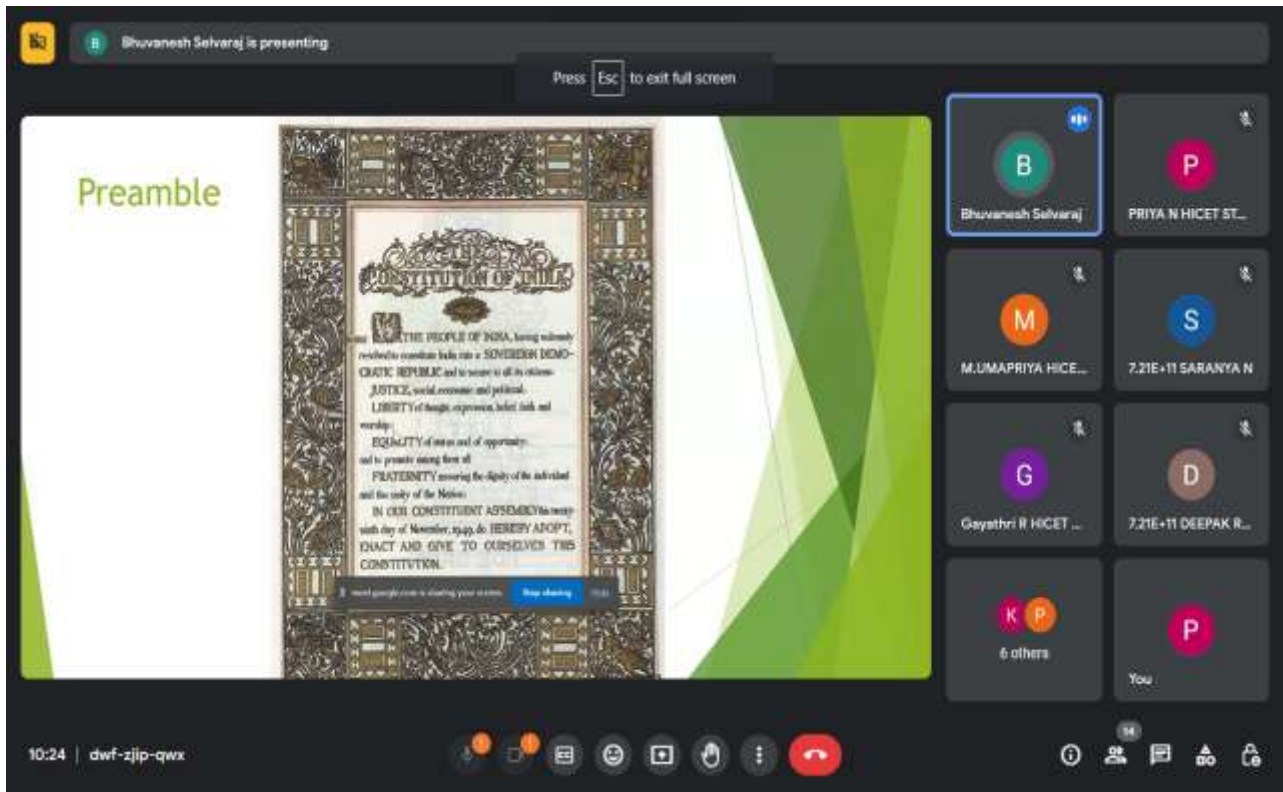 B Bhuvanesh Selvaraj is presenting
Press Esc to exit full screen
Preamble
THE
CONSTITUTION OF INDIA
WE, THE PEOPLE OF INDIA, having solemnly
resolved to constitute India into a SOVEREIGN DEMO-
CRATIC REPUBLIC and to secure to all its citizens:
JUSTICE, social, economic and political;
LIBERTY of thought, expression, belief, faith and
worship;
EQUALITY of status and of opportunity;
and to promote among them all
FRATERNITY assuring the dignity of the individual
and the unity of the Nation;
IN OUR CONSTITUENT ASSEMBLY this twenty-
sixth day of November, 1949, do HEREBY ADOPT,
ENACT AND GIVE TO OURSELVES THIS
CONSTITUTION.
meet.google.com is sharing your screen. Stop sharing Hide
B
Bhuvanesh Selvaraj
P
PRIYA N HICET ST...
M
M.UMAPRIYA HICE...
S
7.21E+11 SARANYA N
G
Gayathri R HICET ...
D
7.21E+11 DEEPAK R...
K P
6 others
P
You
10:24 | dwf-zjip-qwx
14